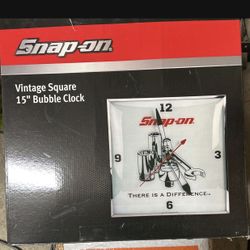 Snap-on
Vintage Square
15" Bubble Clock
12
Snap-on
9
3
THERE IS A DIFFERENCE
6